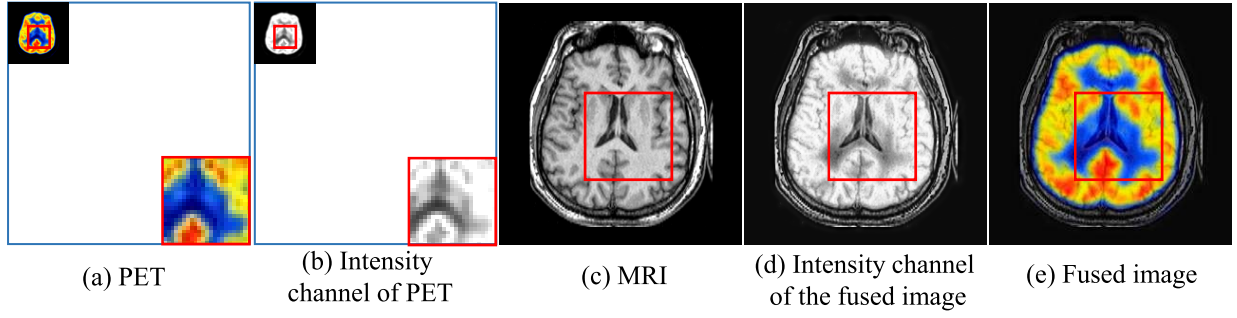 (a) PET
(b) Intensity
channel of PET
(c) MRI
(d) Intensity channel
of the fused image
(e) Fused image